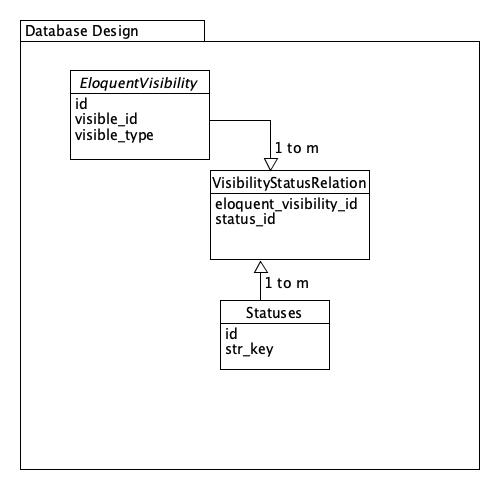 Database Design
EloquentVisibility
id
visible_id
visible_type
1 to m
VisibilityStatusRelation
eloquent_visibility_id
status_id
1 to m
Statuses
id
str_key